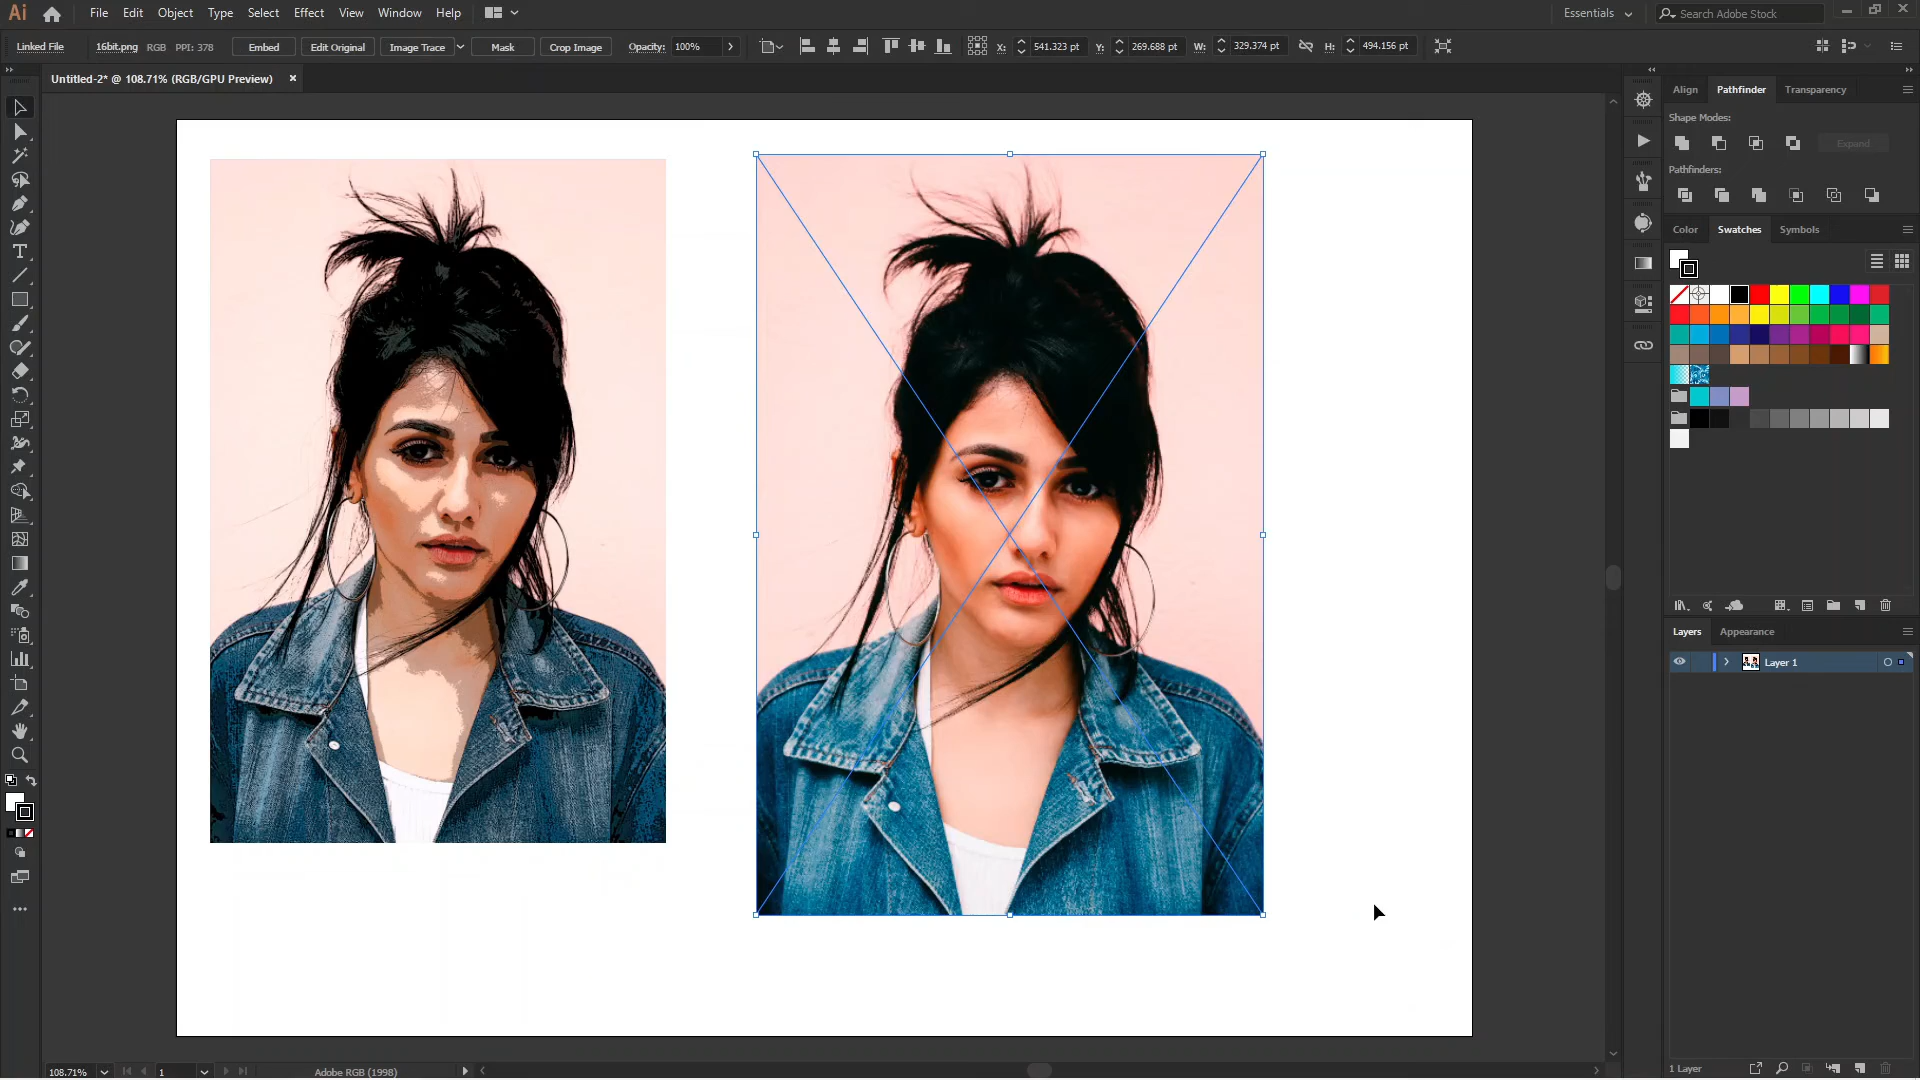 Ai File Edit Object Type Select Effect View Window Help Essentials Search Adobe Stock
Linked File 16bit.png RGB PPI: 378 Embed Edit Original Image Trace Mask Crop Image Opacity: 100% X: 541.323 pt Y: 269.688 pt W: 329.374 pt H: 494.156 pt
Untitled-2* @ 108.71% (RGB/GPU Preview)
Align Pathfinder Transparency
Shape Modes:
Expand
Pathfinders:
Color Swatches Symbols
Layers Appearance
Layer 1
108.71% 1 Adobe RGB (1998) 1 Layer